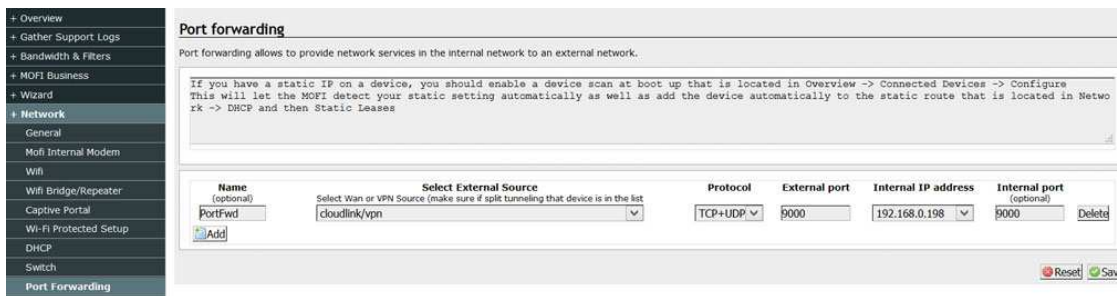 + Overview
+ Gather Support Logs
+ Bandwidth & Filters
+ MOFI Business
+ Wizard
+ Network
General
Mofi Internal Modem
Wifi
Wifi Bridge/Repeater
Captive Portal
Wi-Fi Protected Setup
DHCP
Switch
Port Forwarding
Port forwarding
Port forwarding allows to provide network services in the internal network to an external network.
If you have a static IP on a device, you should enable a device scan at boot up that is located in Overview -> Connected Devices -> Configure
This will let the MOFI detect your static setting automatically as well as add the device automatically to the static route that is located in Netwo
rk -> DHCP and then Static Leases
Name Select External Source Protocol External port Internal IP address Internal port
(optional) Select Wan or VPN Source (make sure if split tunneling that device is in the list (optional)
PortFwd cloudlink/vpn TCP+UDP 9000 192.168.0.198 9000 Delete
Add
Reset Sav